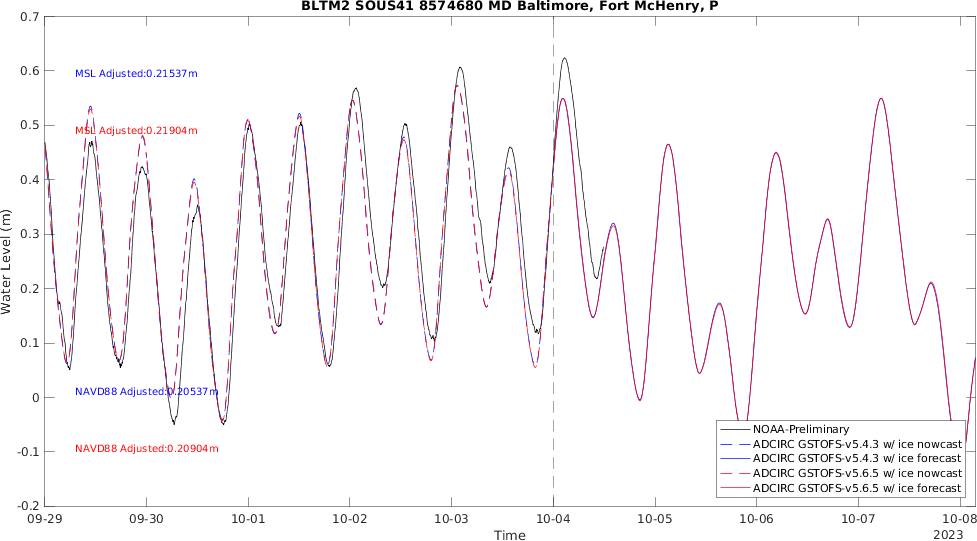 BLTM2 SOUS41 8574680 MD Baltimore, Fort McHenry, P
0.7
0.6
0.5
0.4
0.3
0.2
0.1
0
-0.1
-0.2
Water Level (m)
MSL Adjusted:0.21537m
MSL Adjusted:0.21904m
NAVD88 Adjusted:0.20537m
NAVD88 Adjusted:0.20904m
NOAA-Preliminary
ADCIRC GSTOFS-v5.4.3 w/ ice nowcast
ADCIRC GSTOFS-v5.4.3 w/ ice forecast
ADCIRC GSTOFS-v5.6.5 w/ ice nowcast
ADCIRC GSTOFS-v5.6.5 w/ ice forecast
09-29 09-30 10-01 10-02 10-03 10-04 10-05 10-06 10-07 10-08
Time
2023